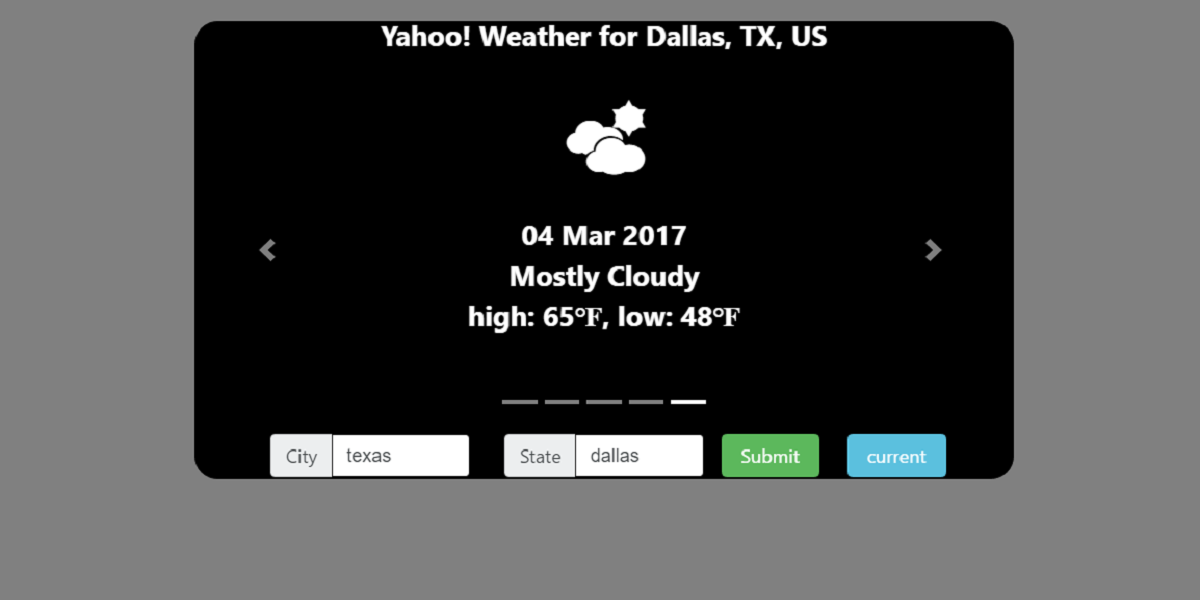 Yahoo! Weather for Dallas, TX, US
04 Mar 2017
Mostly Cloudy
high: 65°F, low: 48°F
City texas State dallas Submit current